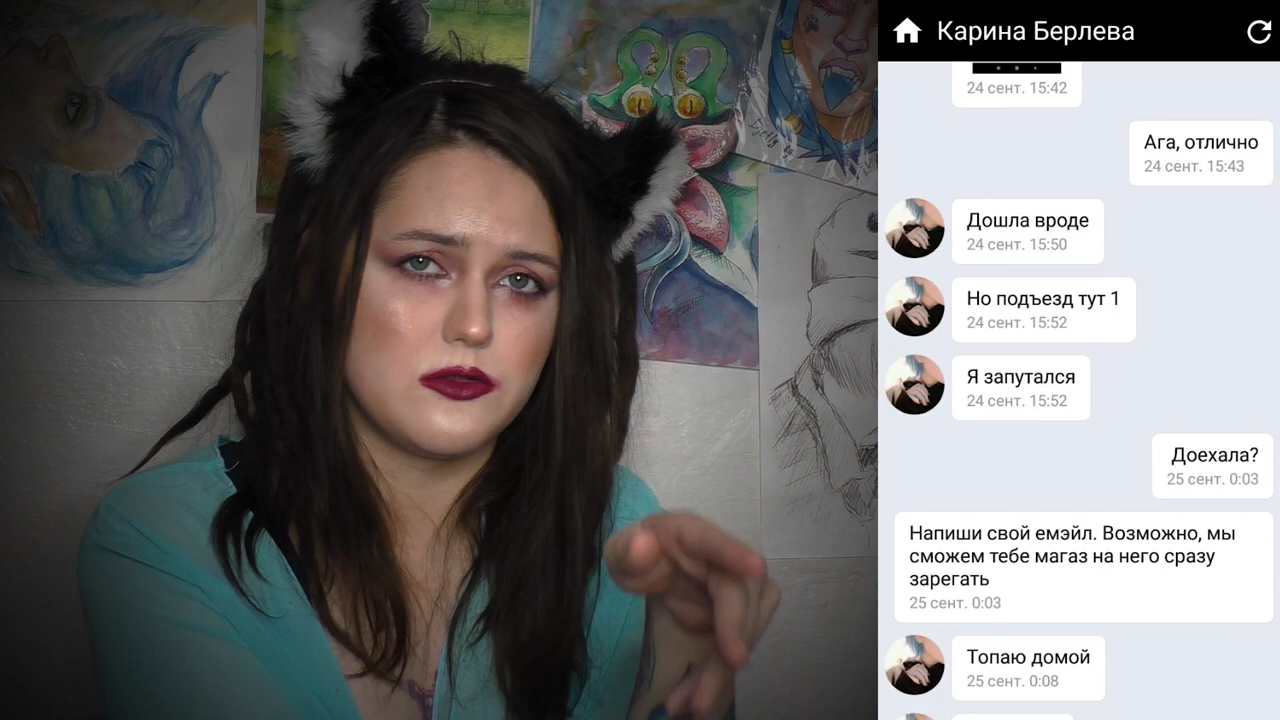 Карина Берлева
24 сент. 15:42
Ага, отлично
24 сент. 15:43
Дошла вроде
24 сент. 15:50
Но подъезд тут 1
24 сент. 15:52
Я запутался
24 сент. 15:52
Доехала?
25 сент. 0:03
Напиши свой емэйл. Возможно, мы
сможем тебе магаз на него сразу
зарегать
25 сент. 0:03
Топаю домой
25 сент. 0:08